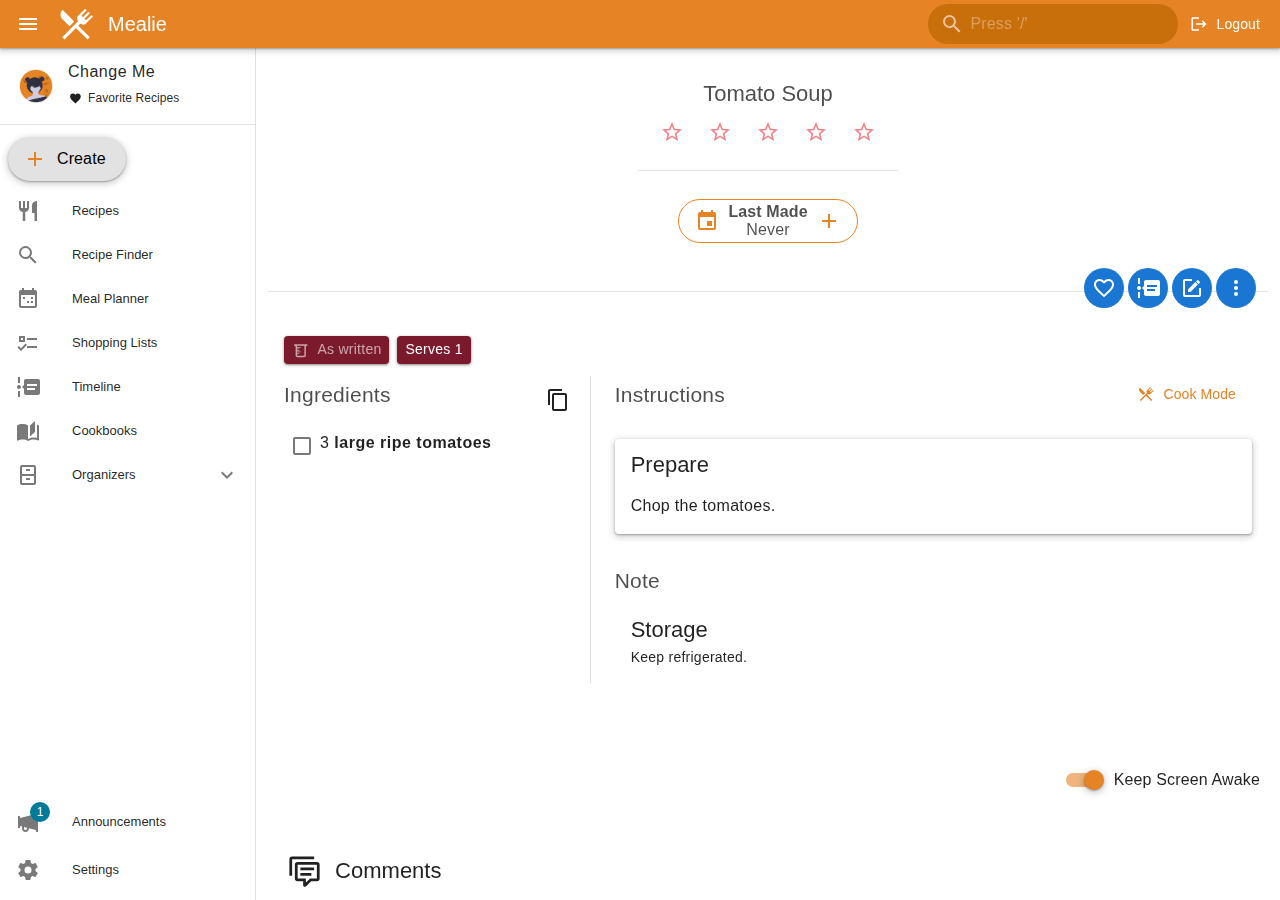 Mealie
Press '/'
Logout
Change Me
Favorite Recipes
Create
Recipes
Recipe Finder
Meal Planner
Shopping Lists
Timeline
Cookbooks
Organizers
1
Announcements
Settings
Tomato Soup
Last Made
Never
As written
Serves 1
Ingredients
3 large ripe tomatoes
Instructions
Cook Mode
Prepare
Chop the tomatoes.
Note
Storage
Keep refrigerated.
Keep Screen Awake
Comments